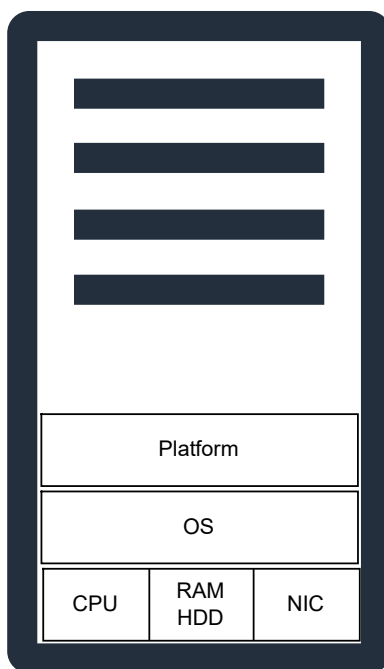 Platform
OS
CPU
RAM
HDD
NIC